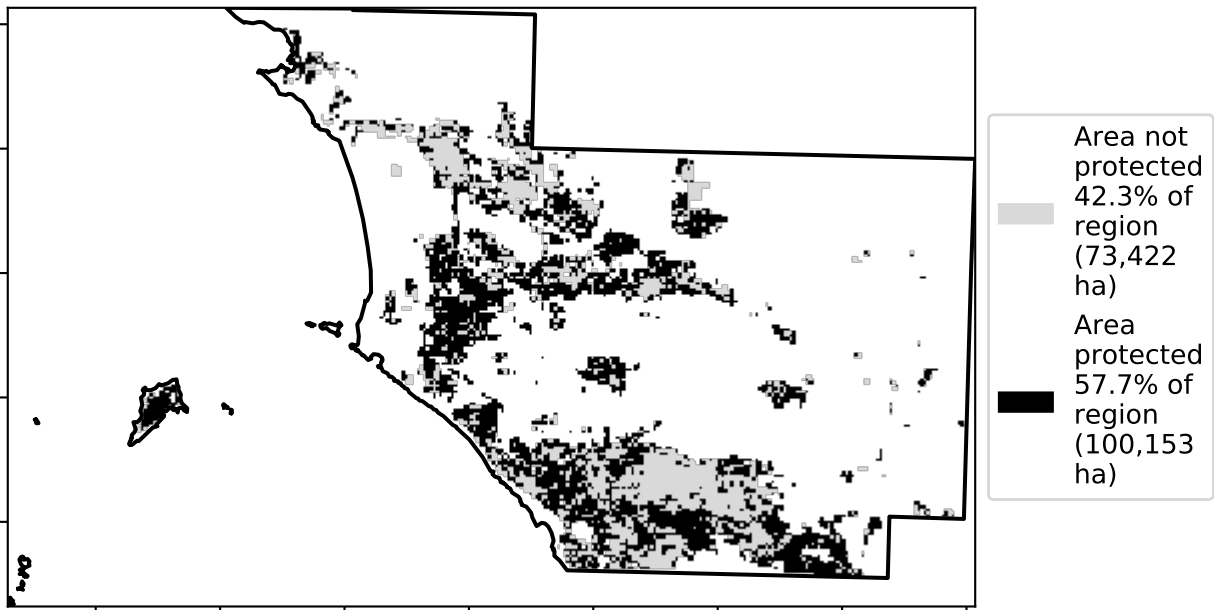 Area not
protected
42.3% of
region
(73,422
ha)
Area
protected
57.7% of
region
(100,153
ha)